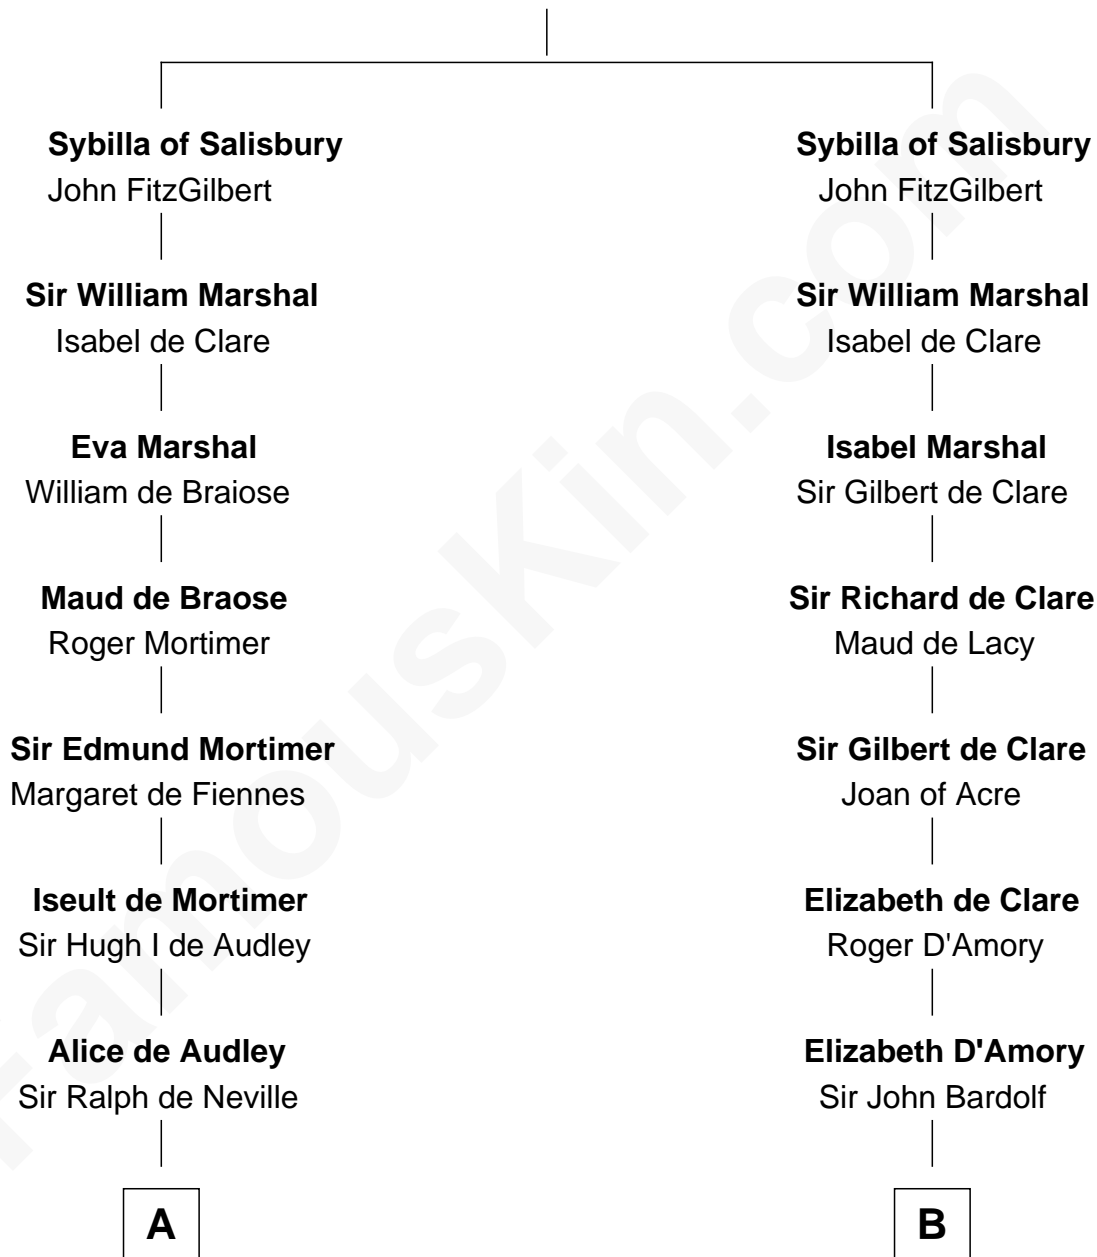 Sybilla of Salisbury
John FitzGilbert
Sir William Marshal
Isabel de Clare
Eva Marshal
William de Braiose
Maud de Braose
Roger Mortimer
Sir Edmund Mortimer
Margaret de Fiennes
Iseult de Mortimer
Sir Hugh I de Audley
Alice de Audley
Sir Ralph de Neville
A
Sybilla of Salisbury
John FitzGilbert
Sir William Marshal
Isabel de Clare
Isabel Marshal
Sir Gilbert de Clare
Sir Richard de Clare
Maud de Lacy
Sir Gilbert de Clare
Joan of Acre
Elizabeth de Clare
Roger D'Amory
Elizabeth D'Amory
Sir John Bardolf
B
FamousKin.com